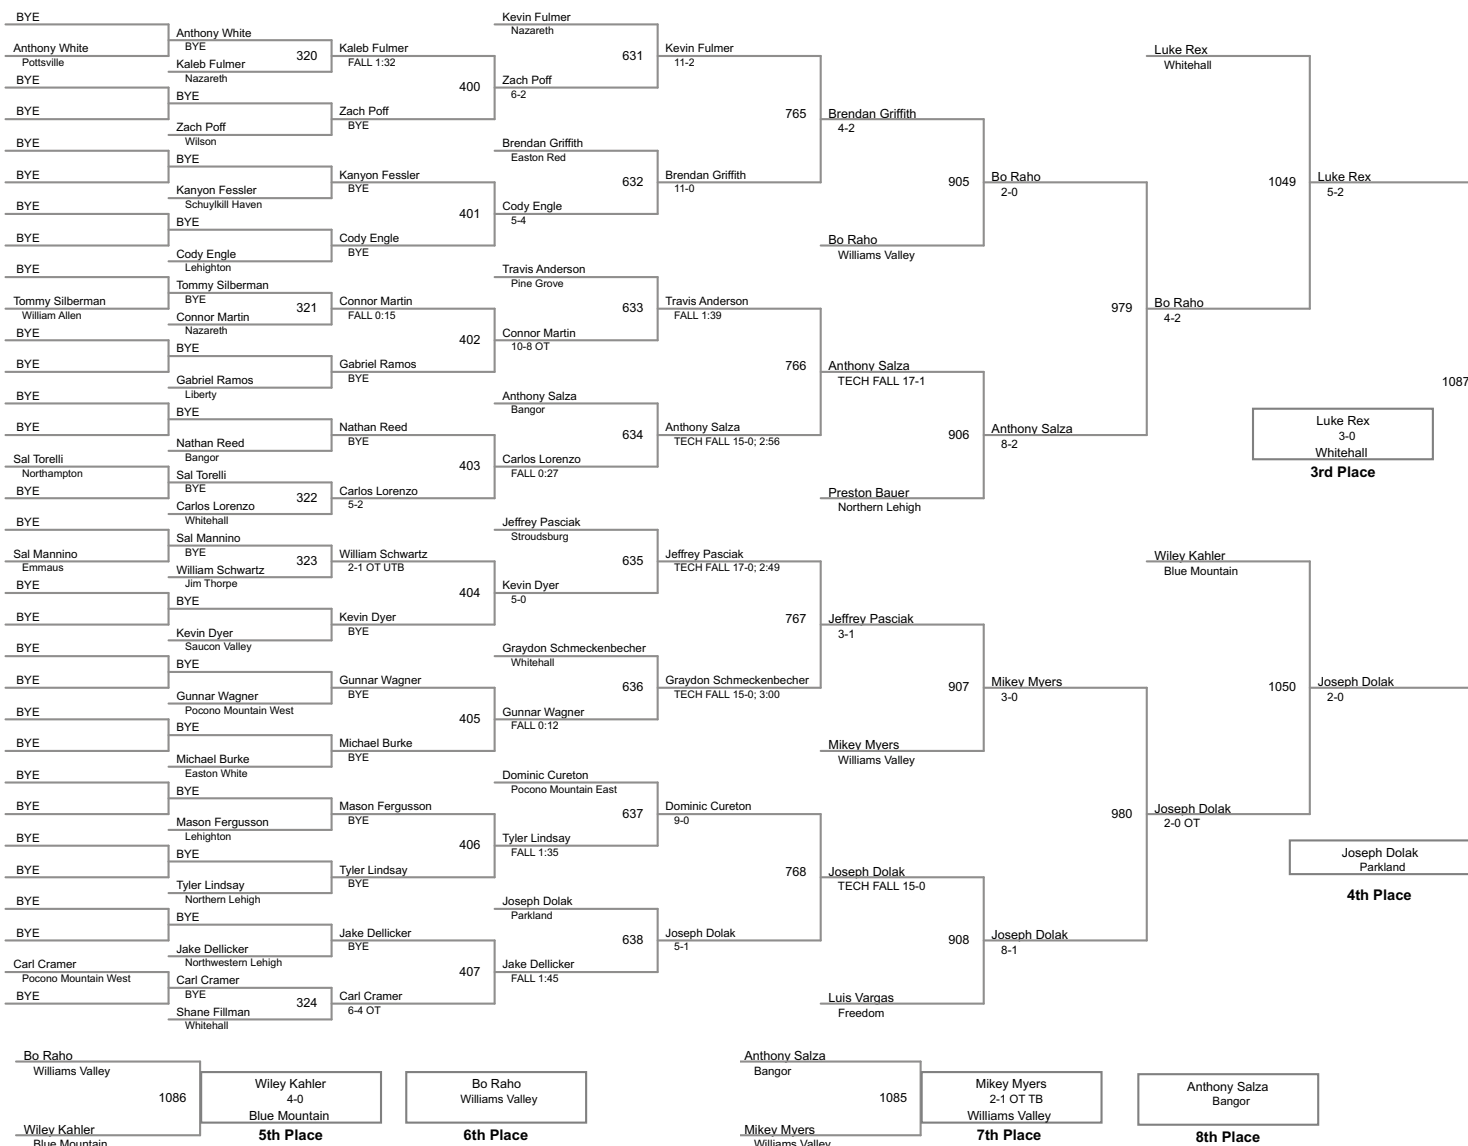 BYE
Anthony White
Pottsville
BYE
BYE
BYE
BYE
BYE
BYE
BYE
Tommy Silberman
William Allen
BYE
BYE
BYE
BYE
Sal Torelli
Northampton
BYE
BYE
Sal Mannino
Emmaus
BYE
BYE
BYE
BYE
BYE
BYE
BYE
BYE
BYE
BYE
BYE
BYE
Carl Cramer
Pocono Mountain West
BYE
Anthony White
BYE
320
Kaleb Fulmer
Nazareth
BYE
Zach Poff
Wilson
BYE
Kanyon Fessler
Schuylkill Haven
BYE
Cody Engle
Lehighton
Tommy Silberman
BYE
321
Connor Martin
Nazareth
BYE
Gabriel Ramos
Liberty
BYE
Nathan Reed
Bangor
Sal Torelli
BYE
322
Carlos Lorenzo
Whitehall
Sal Mannino
BYE
323
William Schwartz
Jim Thorpe
BYE
Kevin Dyer
Saucon Valley
BYE
Gunnar Wagner
Pocono Mountain West
BYE
Michael Burke
Easton White
BYE
Mason Fergusson
Lehighton
BYE
Tyler Lindsay
Northern Lehigh
BYE
Jake Dellicker
Northwestern Lehigh
Carl Cramer
BYE
324
Shane Fillman
Whitehall
Kaleb Fulmer
FALL 1:32
400
Zach Poff
BYE
Kanyon Fessler
BYE
401
Cody Engle
BYE
Connor Martin
FALL 0:15
402
Gabriel Ramos
BYE
Nathan Reed
BYE
403
Carlos Lorenzo
5-2
William Schwartz
2-1 OT UTB
404
Kevin Dyer
BYE
Gunnar Wagner
BYE
405
Michael Burke
BYE
Mason Fergusson
BYE
406
Tyler Lindsay
BYE
Jake Dellicker
BYE
407
Carl Cramer
6-4 OT
Kevin Fulmer
Nazareth
631
Zach Poff
6-2
Brendan Griffith
Easton Red
632
Cody Engle
5-4
Travis Anderson
Pine Grove
633
Connor Martin
10-8 OT
Anthony Salza
Bangor
634
Carlos Lorenzo
FALL 0:27
Jeffrey Pasciak
Stroudsburg
635
Kevin Dyer
5-0
Graydon Schmeckenbecher
Whitehall
636
Gunnar Wagner
FALL 0:12
Dominic Cureton
Pocono Mountain East
637
Tyler Lindsay
FALL 1:35
Joseph Dolak
Parkland
638
Jake Dellicker
FALL 1:45
Kevin Fulmer
11-2
765
Brendan Griffith
11-0
Travis Anderson
FALL 1:39
766
Anthony Salza
TECH FALL 15-0; 2:56
Jeffrey Pasciak
TECH FALL 17-0; 2:49
767
Graydon Schmeckenbecher
TECH FALL 15-0; 3:00
Dominic Cureton
9-0
768
Joseph Dolak
5-1
Brendan Griffith
4-2
905
Bo Raho
Williams Valley
Anthony Salza
TECH FALL 17-1
906
Preston Bauer
Northern Lehigh
Jeffrey Pasciak
3-1
907
Mikey Myers
Williams Valley
Joseph Dolak
TECH FALL 15-0
908
Luis Vargas
Freedom
Bo Raho
2-0
979
Anthony Salza
8-2
Mikey Myers
3-0
980
Joseph Dolak
8-1
Luke Rex
Whitehall
1049
Bo Raho
4-2
Wiley Kahler
Blue Mountain
1050
Joseph Dolak
2-0 OT
Luke Rex
5-2
1087
Joseph Dolak
2-0
Luke Rex
3-0
Whitehall
3rd Place
Joseph Dolak
Parkland
4th Place
Bo Raho
Williams Valley
1086
Wiley Kahler
Blue Mountain
Wiley Kahler
4-0
Blue Mountain
5th Place
Bo Raho
Williams Valley
6th Place
Anthony Salza
Bangor
1085
Mikey Myers
Williams Valley
Mikey Myers
2-1 OT TB
Williams Valley
7th Place
Anthony Salza
Bangor
8th Place